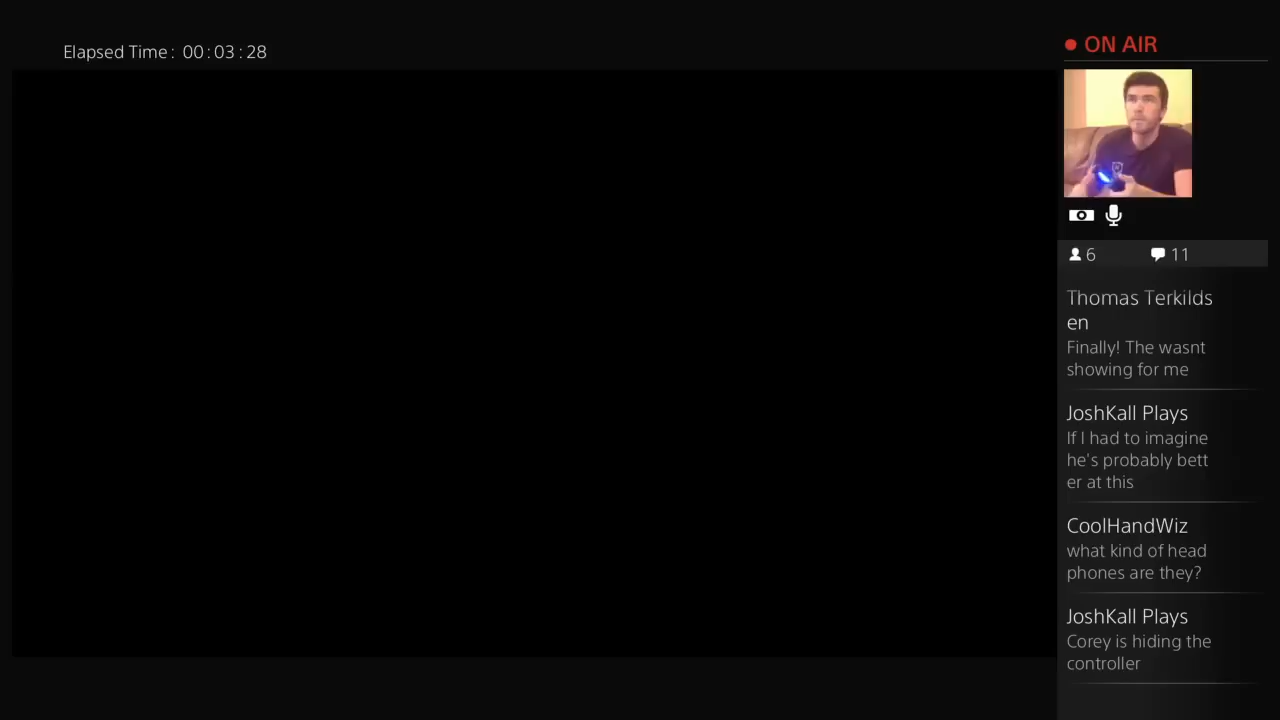 Elapsed Time: 00:03:28
ON AIR
6 11
Thomas Terkilds
en
Finally! The wasnt
showing for me
JoshKall Plays
If I had to imagine
he's probably bett
er at this
CoolHandWiz
what kind of head
phones are they?
JoshKall Plays
Corey is hiding the
controller